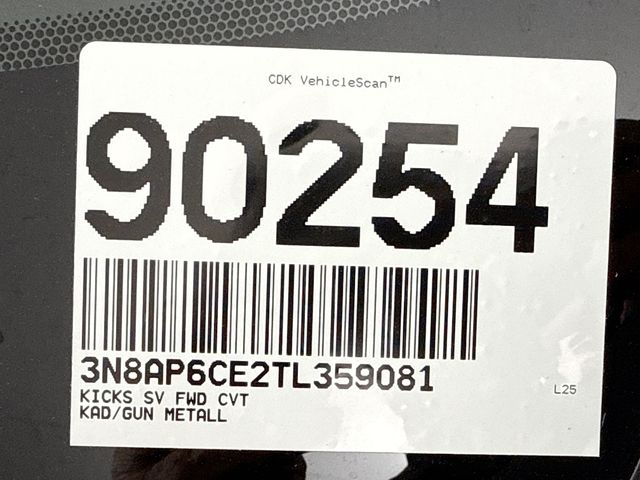 CDK VehicleScan™
90254
3N8AP6CE2TL359081
KICKS SV FWD CVT
KAD/GUN METALL
L25